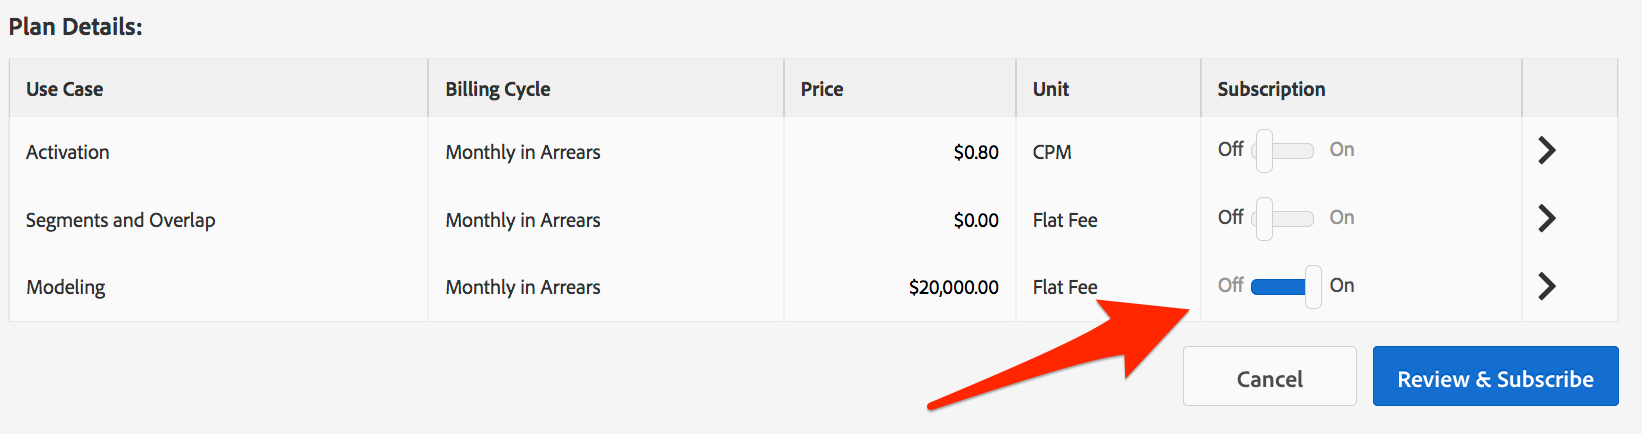 Plan Details:
Use Case Billing Cycle Price Unit Subscription
Activation Monthly in Arrears $0.80 CPM Off On
Segments and Overlap Monthly in Arrears $0.00 Flat Fee Off On
Modeling Monthly in Arrears $20,000.00 Flat Fee Off On
Cancel Review & Subscribe